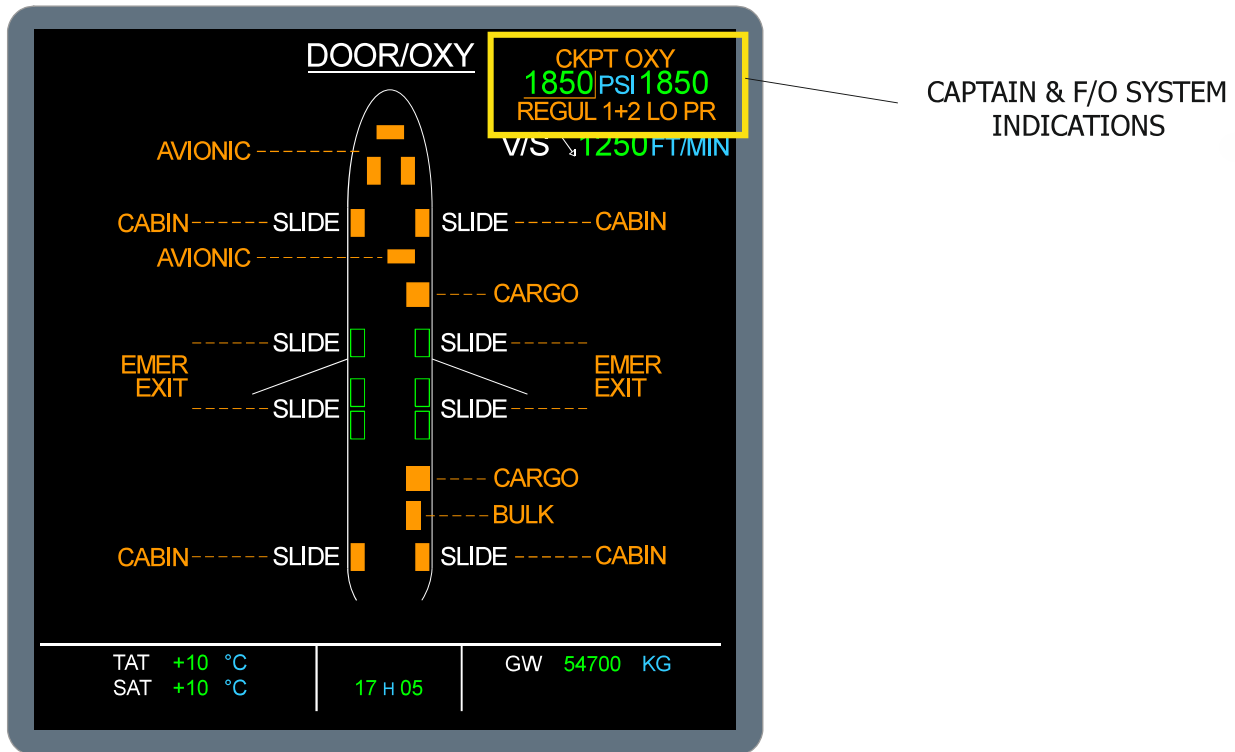 DOOR/OXY
CKPT OXY
1850 PSI 1850
REGUL 1+2 LO PR
CAPTAIN & F/O SYSTEM
INDICATIONS
V/S 1250 FT/MIN
AVIONIC
CABIN SLIDE SLIDE CABIN
AVIONIC
CARGO
SLIDE SLIDE
EMER EMER
EXIT EXIT
SLIDE SLIDE
CARGO
BULK
CABIN SLIDE SLIDE CABIN
TAT +10 °C GW 54700 KG
SAT +10 °C 17 H 05